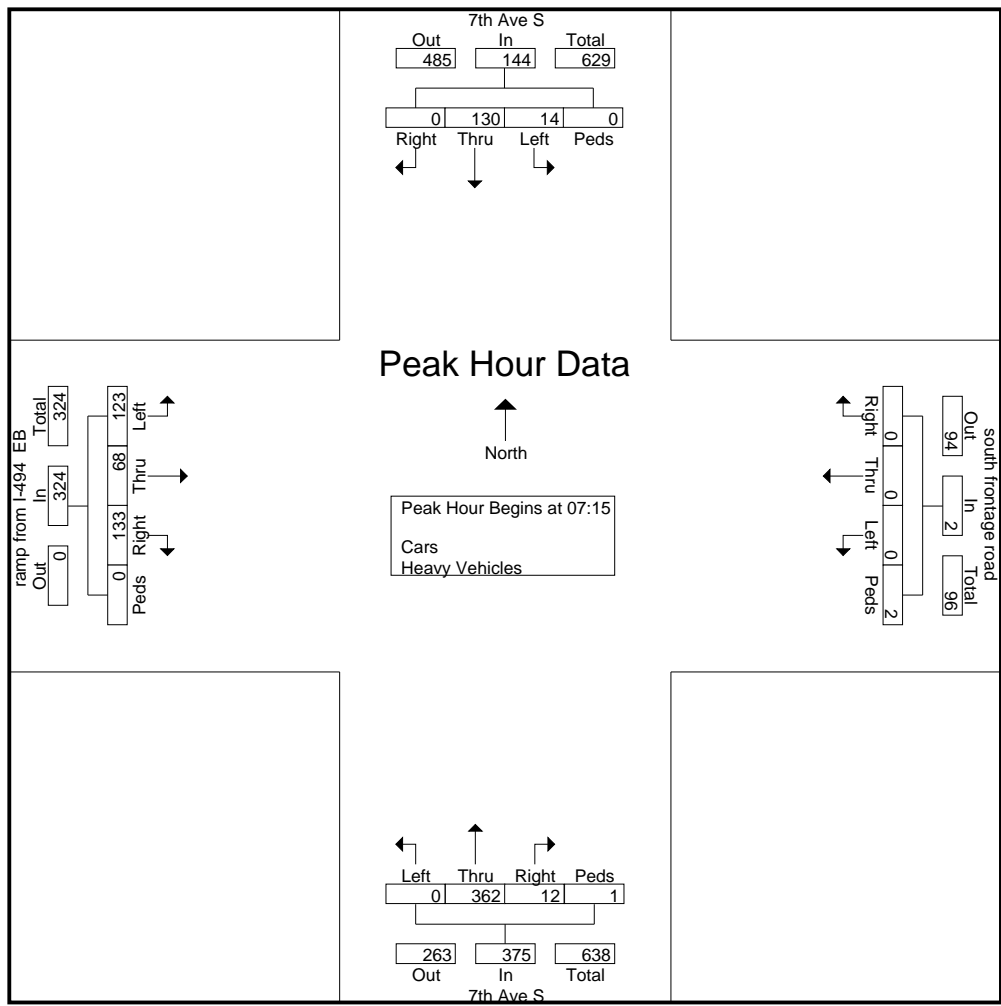 7th Ave S
Out In Total
485 144 629
0 130 14 0
Right Thru Left Peds
Peak Hour Data
North
Peak Hour Begins at 07:15
Cars
Heavy Vehicles
ramp from I-494 EB
Out In Total
0 324 324
0 133 68 123
Peds Right Thru Left
south frontage road
Out In Total
94 2 96
0 0 0 2
Right Thru Left Peds
Left Thru Right Peds
0 362 12 1
263 375 638
Out In Total
7th Ave S